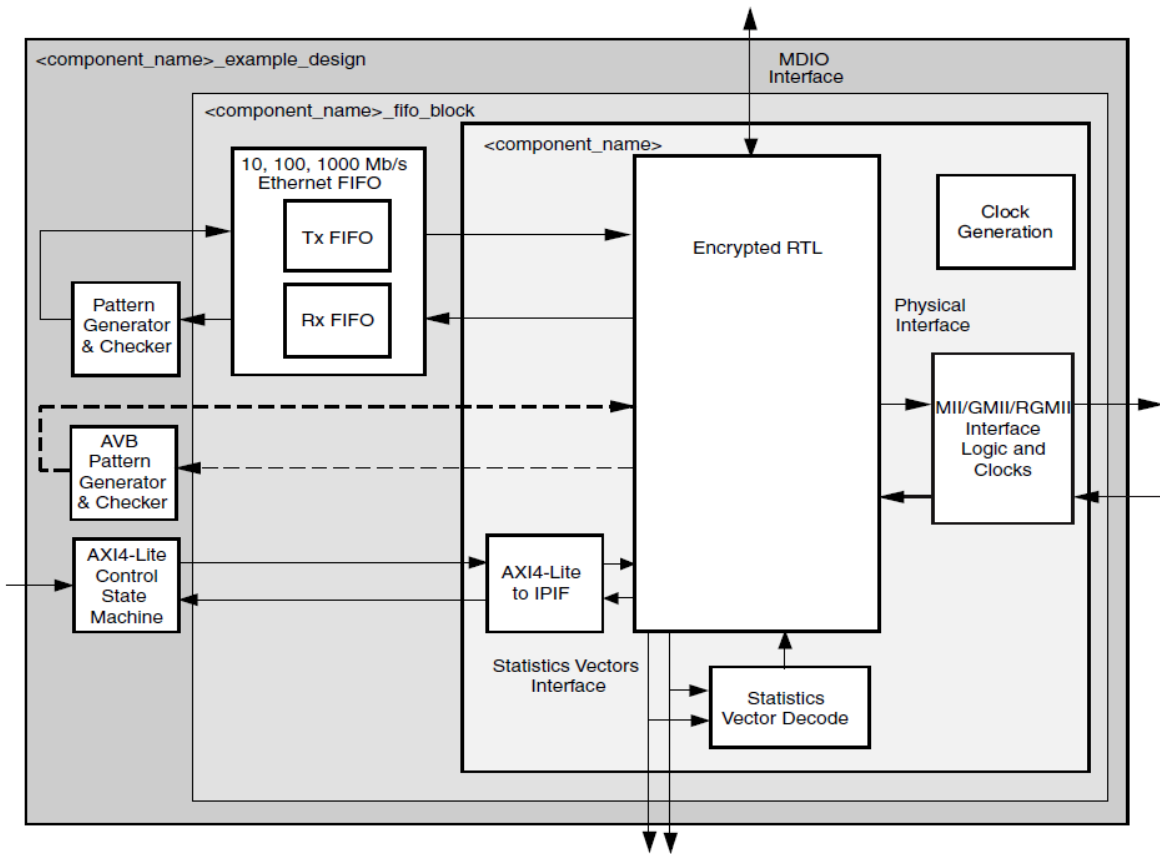 <component_name>_example_design
MDIO
Interface
<component_name>_fifo_block
<component_name>
10, 100, 1000 Mb/s
Ethernet FIFO
Tx FIFO
Rx FIFO
Encrypted RTL
Clock
Generation
Pattern
Generator
& Checker
Physical
Interface
AVB
Pattern
Generator
& Checker
MII/GMII/RGMII
Interface
Logic and
Clocks
AXI4-Lite
Control
State
Machine
AXI4-Lite
to IPIF
Statistics Vectors
Interface
Statistics
Vector Decode